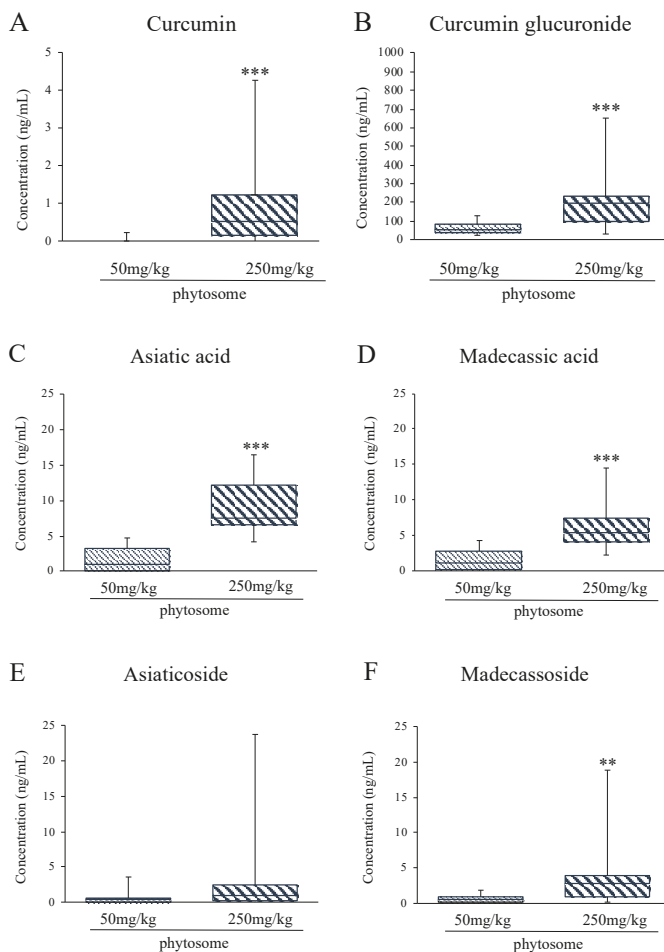 A
Curcumin
Concentration (ng/mL)
5
4
3
2
1
0
***
50mg/kg
250mg/kg
phytosome
B
Curcumin glucuronide
Concentration (ng/mL)
1000
900
800
700
600
500
400
300
200
100
0
***
50mg/kg
250mg/kg
phytosome
C
Asiatic acid
Concentration (ng/mL)
25
20
15
10
5
0
***
50mg/kg
250mg/kg
phytosome
D
Madecassic acid
Concentration (ng/mL)
25
20
15
10
5
0
***
50mg/kg
250mg/kg
phytosome
E
Asiaticoside
Concentration (ng/mL)
25
20
15
10
5
0
50mg/kg
250mg/kg
phytosome
F
Madecassoside
Concentration (ng/mL)
25
20
15
10
5
0
**
50mg/kg
250mg/kg
phytosome